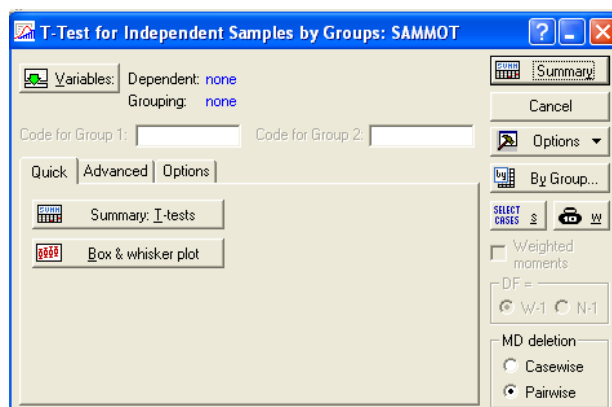 T-Test for Independent Samples by Groups: SAMMOT
Variables: Dependent: none
Grouping: none
Code for Group 1: Code for Group 2:
Quick Advanced Options
Summary: T-tests
Box & whisker plot
Summary
Cancel
Options
By Group...
SELECT CASES S W
Weighted moments
DF =
W-1 N-1
MD deletion
Casewise
Pairwise